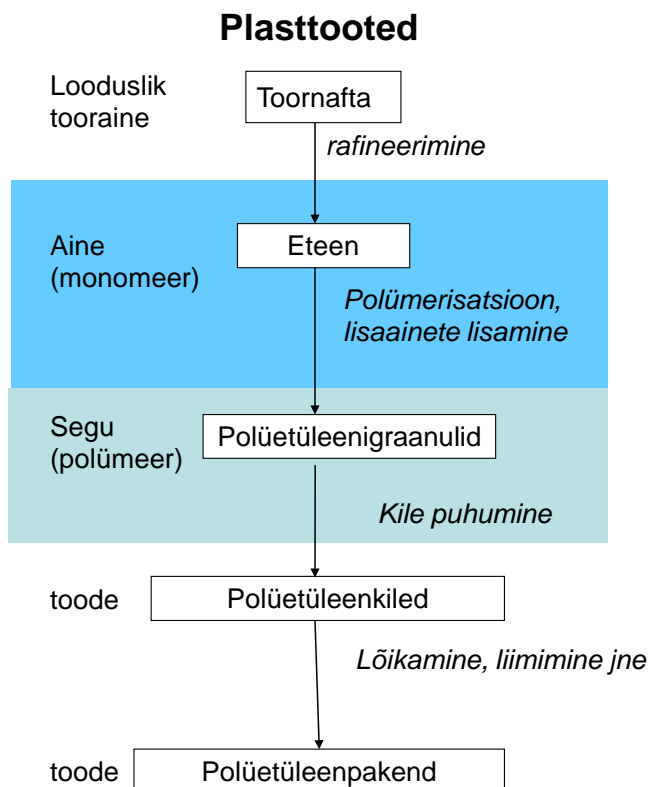 Plasttooted
Looduslik
tooraine
Toornafta
rafineerimine
Aine
(monomeer)
Eteen
Polümerisatsioon,
lisaainete lisamine
Segu
(polümeer)
Polüetüleenigraanulid
Kile puhumine
toode
Polüetüleenkiled
Lõikamine, liimimine jne
toode
Polüetüleenpakend